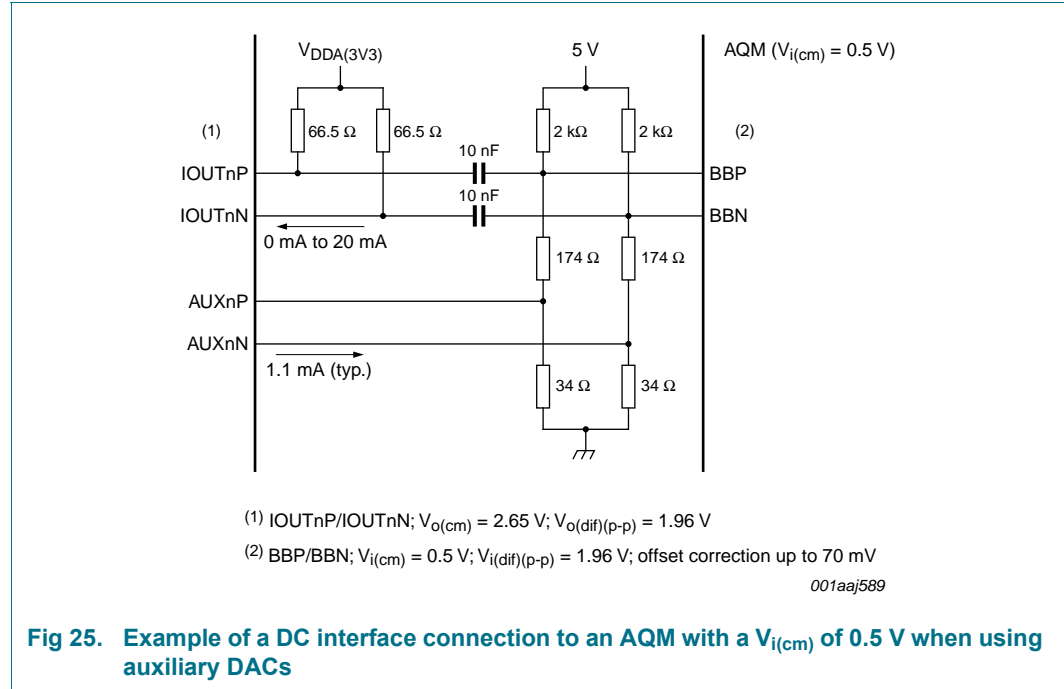 VDDA(3V3)
5 V
AQM (Vi(cm) = 0.5 V)
(1)
66.5 Ω
66.5 Ω
2 kΩ
2 kΩ
(2)
10 nF
IOUTnP
BBP
10 nF
IOUTnN
BBN
0 mA to 20 mA
174 Ω
174 Ω
AUXnP
AUXnN
1.1 mA (typ.)
34 Ω
34 Ω
(1) IOUTnP/IOUTnN; Vo(cm) = 2.65 V; Vo(dif)(p-p) = 1.96 V
(2) BBP/BBN; Vi(cm) = 0.5 V; Vi(dif)(p-p) = 1.96 V; offset correction up to 70 mV
001aaj589
Fig 25. Example of a DC interface connection to an AQM with a Vi(cm) of 0.5 V when using
auxiliary DACs